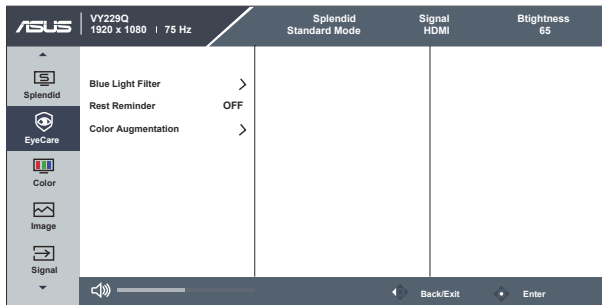 ASUS
VY229Q
1920 x 1080 | 75 Hz
Splendid
Standard Mode
Signal
HDMI
Btightness
65
Splendid
EyeCare
Color
Image
Signal
Blue Light Filter
Rest Reminder OFF
Color Augmentation
Back/Exit
Enter